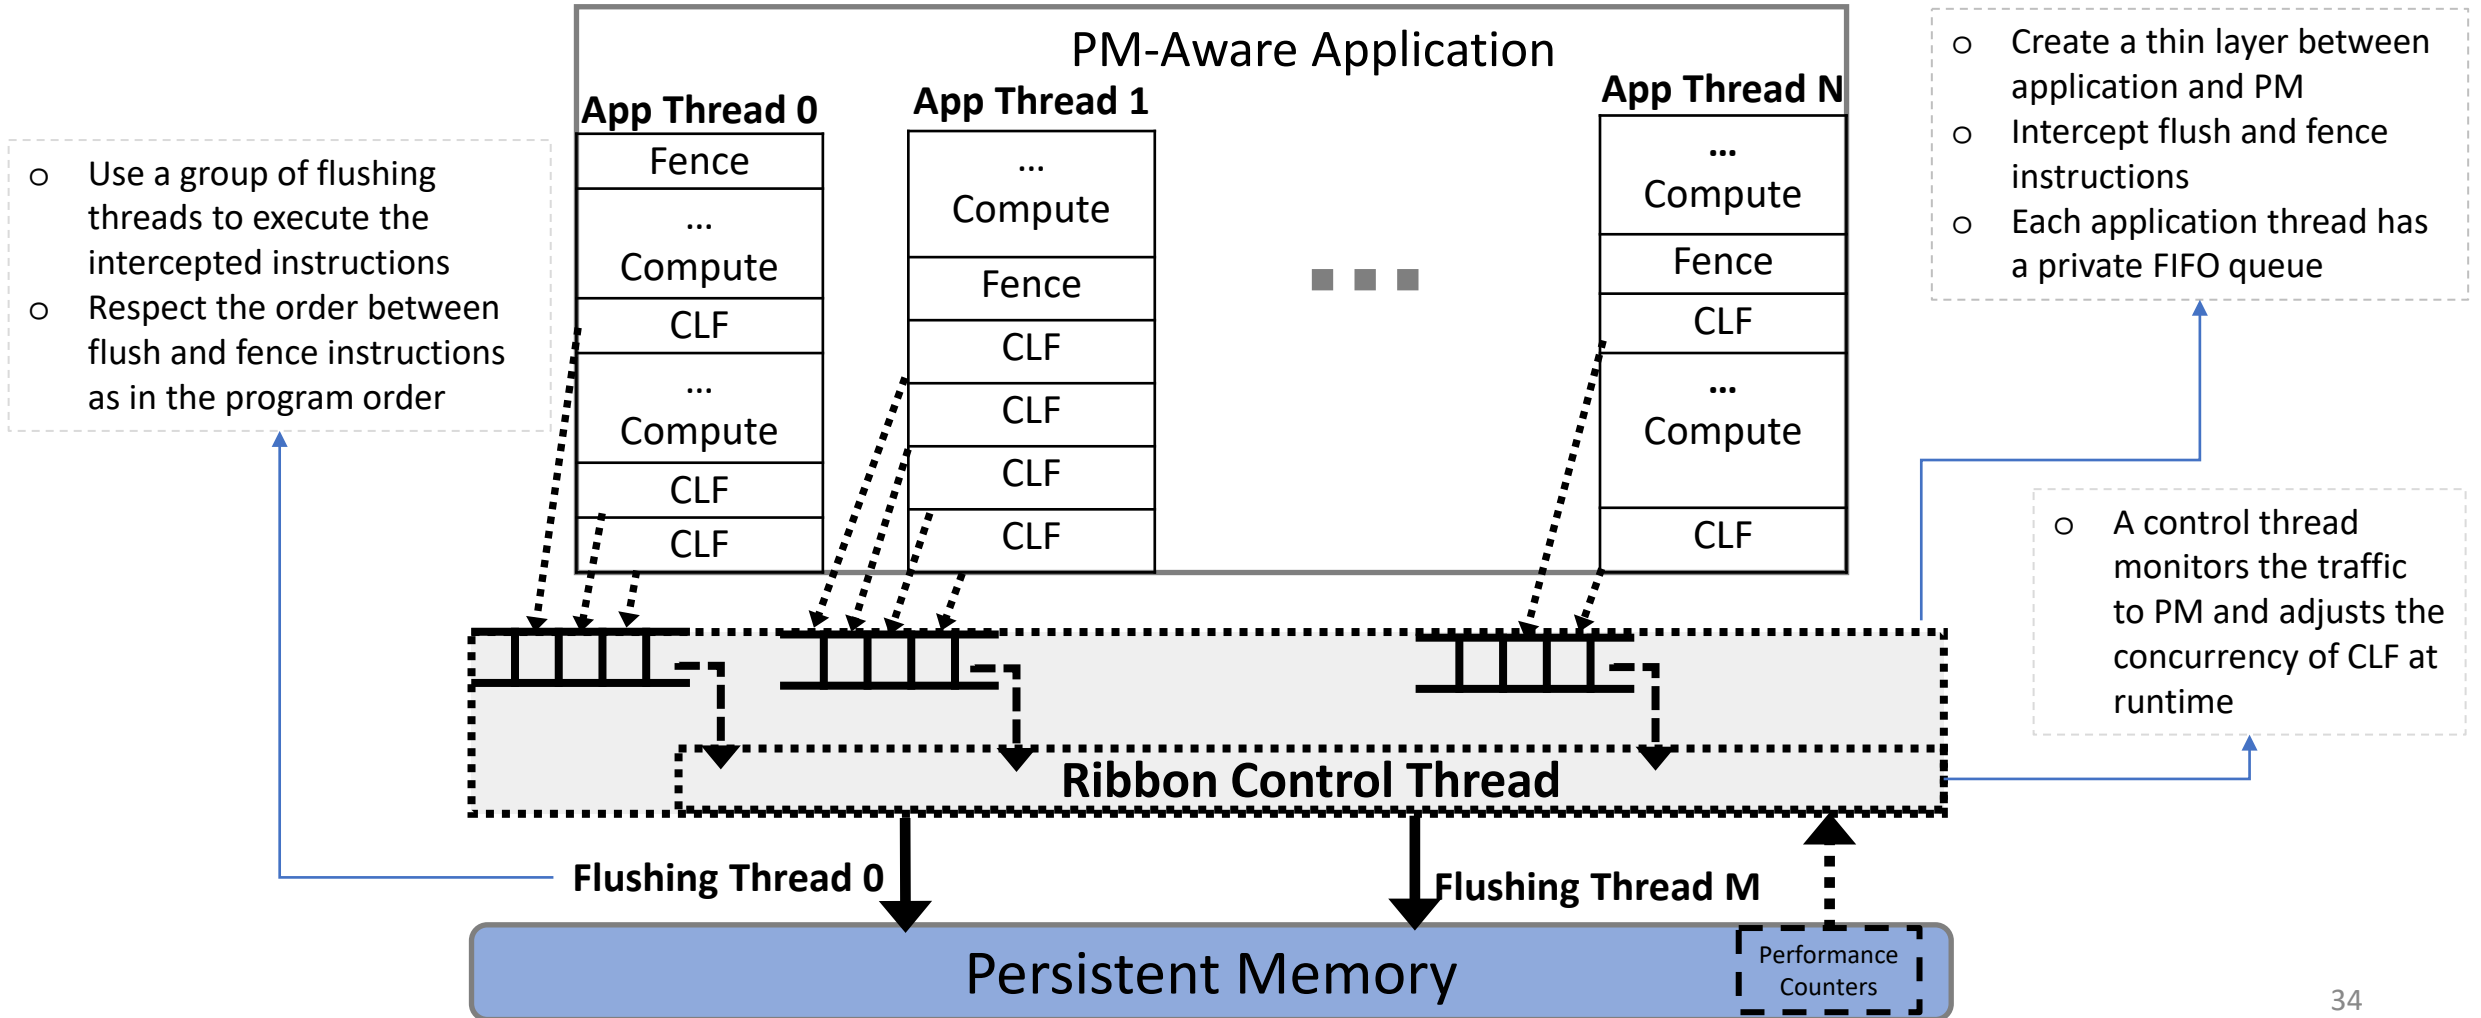 PM-Aware Application
App Thread 0
Fence
...
Compute
CLF
...
Compute
CLF
CLF
App Thread 1
...
Compute
Fence
CLF
CLF
CLF
CLF
App Thread N
...
Compute
Fence
CLF
...
Compute
CLF
o Use a group of flushing
threads to execute the
intercepted instructions
o Respect the order between
flush and fence instructions
as in the program order
o Create a thin layer between
application and PM
o Intercept flush and fence
instructions
o Each application thread has
a private FIFO queue
o A control thread
monitors the traffic
to PM and adjusts the
concurrency of CLF at
runtime
Ribbon Control Thread
Flushing Thread 0
Flushing Thread M
Persistent Memory
Performance
Counters
34